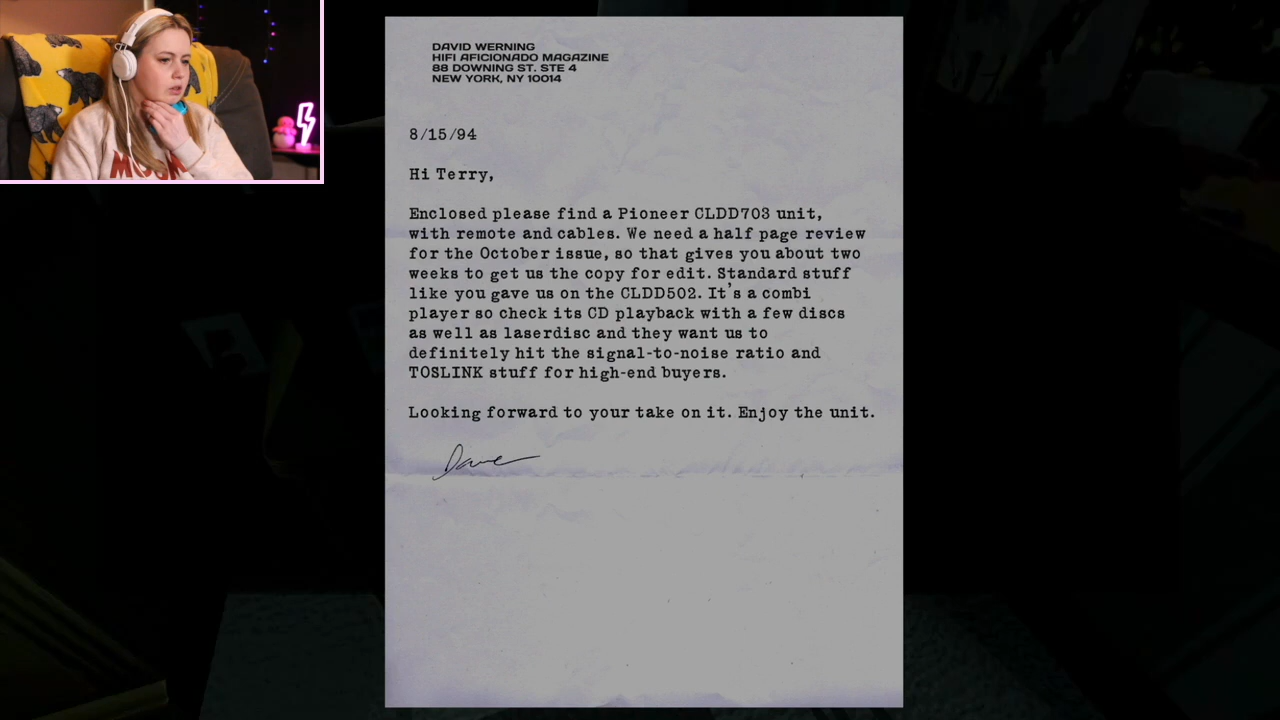 DAVID WERNING
HIFI AFICIONADO MAGAZINE
88 DOWNING ST. STE 4
NEW YORK, NY 10014
8/15/94
Hi Terry,
Enclosed please find a Pioneer CLDD703 unit,
with remote and cables. We need a half page review
for the October issue, so that gives you about two
weeks to get us the copy for edit. Standard stuff
like you gave us on the CLDD502. It's a combi
player so check its CD playback with a few discs
as well as laserdisc and they want us to
definitely hit the signal-to-noise ratio and
TOSLINK stuff for high-end buyers.
Looking forward to your take on it. Enjoy the unit.
Dave